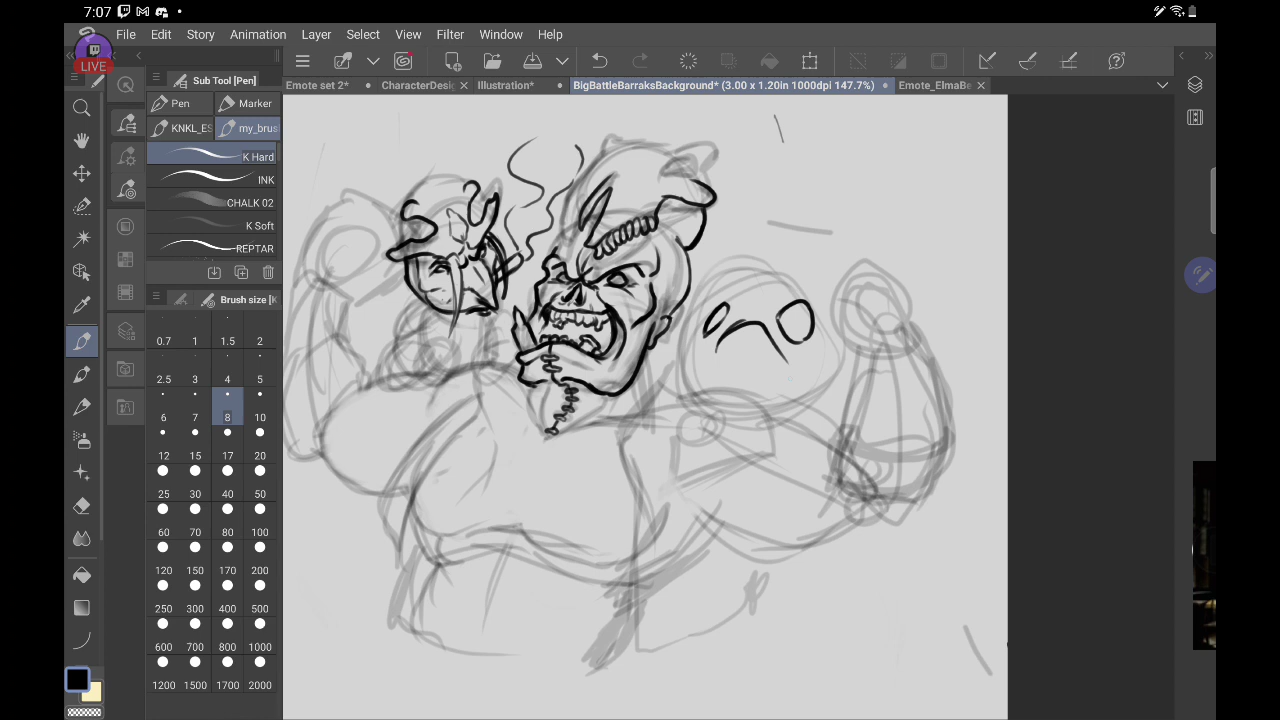 7:07
File Edit Story Animation Layer Select View Filter Window Help
LIVE
Sub Tool [Pen]
Emote set 2* CharacterDesi Illustration* BigBattleBarraksBackground* (3.00 x 1.20in 1000dpi 147.7%) Emote_ElmaBe
Pen Marker
KNKL_ES my_brus
K Hard
INK
CHALK 02
K Soft
REPTAR
Brush size [K
0.7 1 1.5 2
2.5 3 4 5
6 7 8 10
12 15 17 20
25 30 40 50
60 70 80 100
120 150 170 200
250 300 400 500
600 700 800 1000
1200 1500 1700 2000